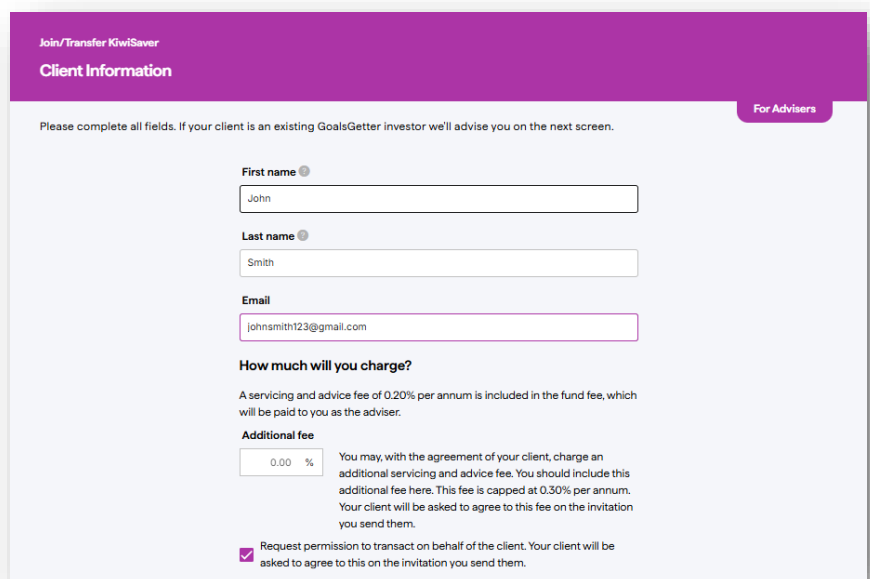 Join/Transfer KiwiSaver
Client Information
For Advisers
Please complete all fields. If your client is an existing GoalsGetter investor we'll advise you on the next screen.
First name ?
John
Last name ?
Smith
Email
johnsmith123@gmail.com
How much will you charge?
A servicing and advice fee of 0.20% per annum is included in the fund fee, which
will be paid to you as the adviser.
Additional fee
0.00 %
You may, with the agreement of your client, charge an
additional servicing and advice fee. You should include this
additional fee here. This fee is capped at 0.30% per annum.
Your client will be asked to agree to this fee on the invitation
you send them.
Request permission to transact on behalf of the client. Your client will be
asked to agree to this on the invitation you send them.